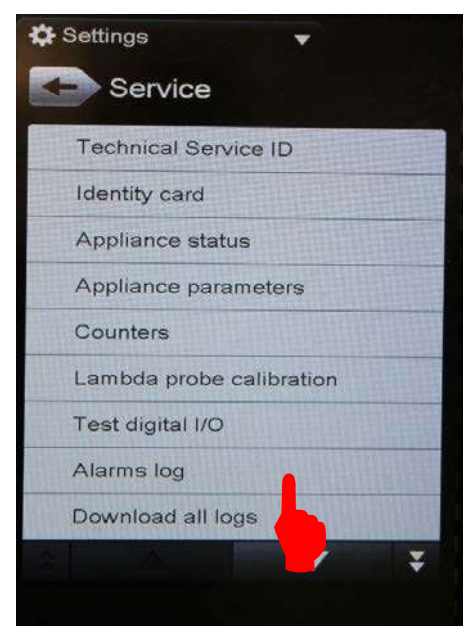 Settings
Service
Technical Service ID
Identity card
Appliance status
Appliance parameters
Counters
Lambda probe calibration
Test digital I/O
Alarms log
Download all logs